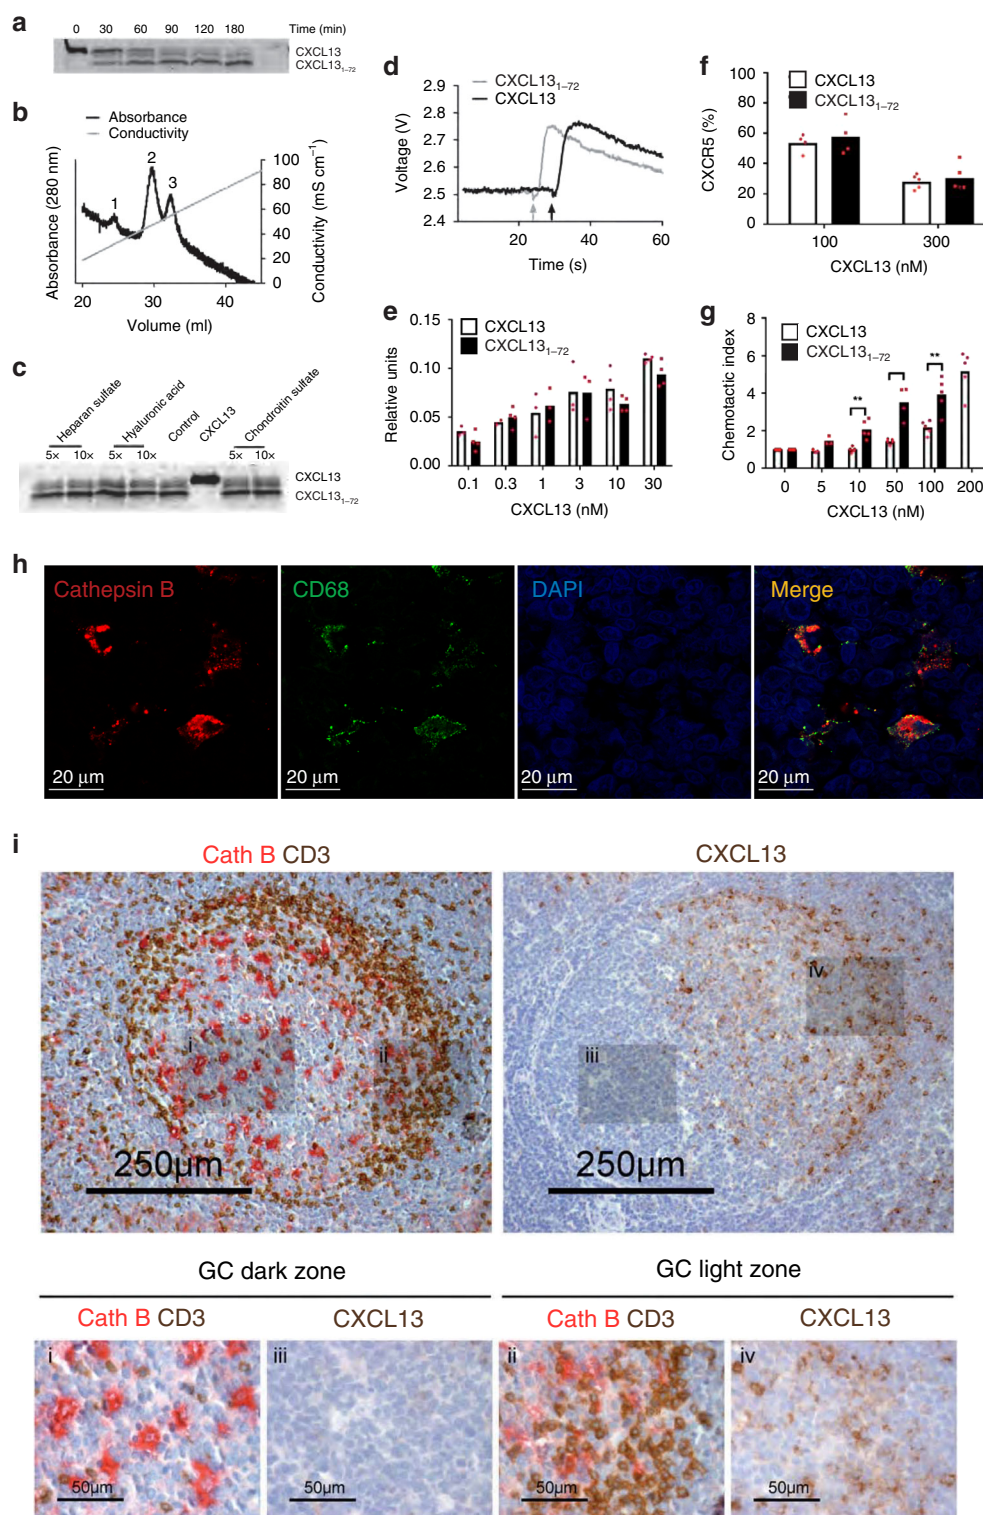 a
0 30 60 90 120 180 Time (min)
CXCL13
CXCL13₁₋₇₂
b
Absorbance
Conductivity
Absorbance (280 nm)
1
2
3
100
80
60
40
20
0
Conductivity (mS cm⁻¹)
20 30 40
Volume (ml)
c
Heparan sulfate
Hyaluronic acid
Control
CXCL13
Chondroitin sulfate
5× 10× 5× 10× 5× 10×
CXCL13
CXCL13₁₋₇₂
d
CXCL13₁₋₇₂
CXCL13
Voltage (V)
2.9
2.8
2.7
2.6
2.5
2.4
20 40 60
Time (s)
e
CXCL13
CXCL13₁₋₇₂
Relative units
0.15
0.10
0.05
0.00
0.1 0.3 1 3 10 30
CXCL13 (nM)
f
CXCL13
CXCL13₁₋₇₂
CXCR5 (%)
100
80
60
40
20
0
100 300
CXCL13 (nM)
g
CXCL13
CXCL13₁₋₇₂
Chemotactic index
8
6
4
2
0
**
**
0 5 10 50 100 200
CXCL13 (nM)
h
Cathepsin B
CD68
DAPI
Merge
20 µm
20 µm
20 µm
20 µm
i
Cath B CD3
CXCL13
i
ii
iii
iv
250µm
250µm
GC dark zone
GC light zone
Cath B CD3
CXCL13
Cath B CD3
CXCL13
i
iii
ii
iv
50µm
50µm
50µm
50µm